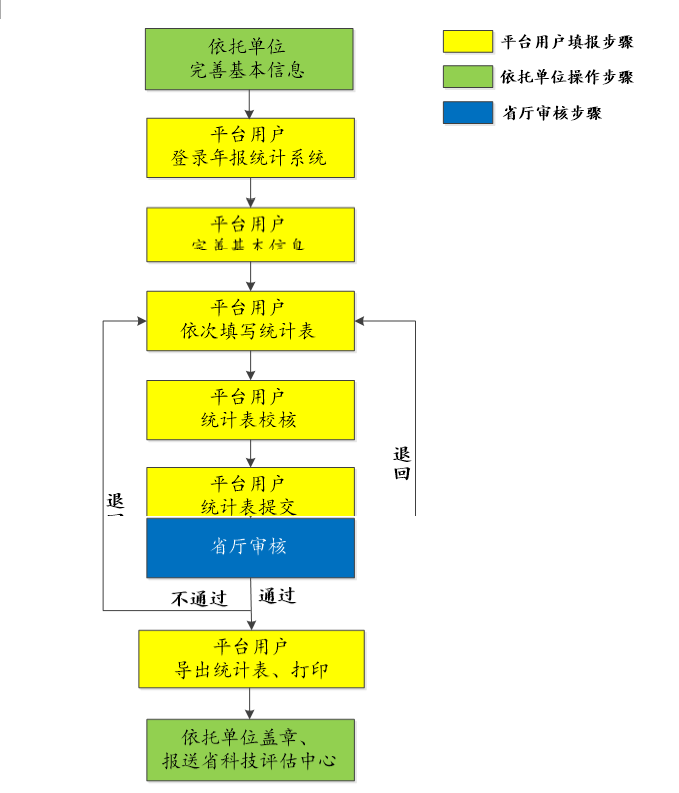 依托单位
完善基本信息
平台用户填报步骤
依托单位操作步骤
省厅审核步骤
平台用户
登录年报统计系统
平台用户
完善基本信息
平台用户
依次填写统计表
平台用户
统计表校核
退
回
平台用户
统计表提交
退
省厅审核
不通过
通过
平台用户
导出统计表、打印
依托单位盖章、
报送省科技评估中心